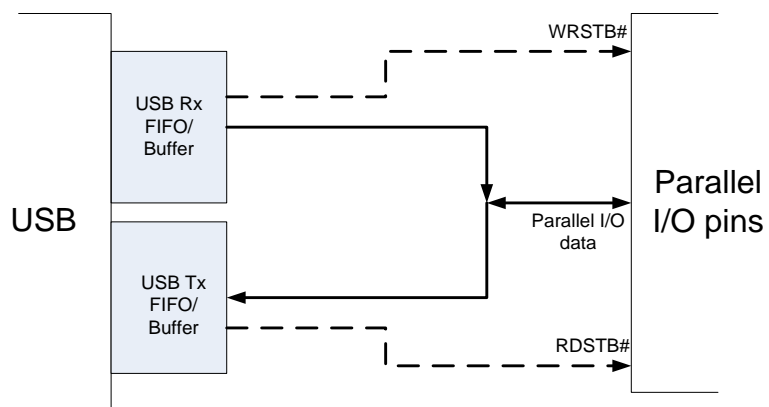 WRSTB#
USB Rx
FIFO/
Buffer
USB
Parallel
I/O pins
Parallel I/O
data
USB Tx
FIFO/
Buffer
RDSTB#